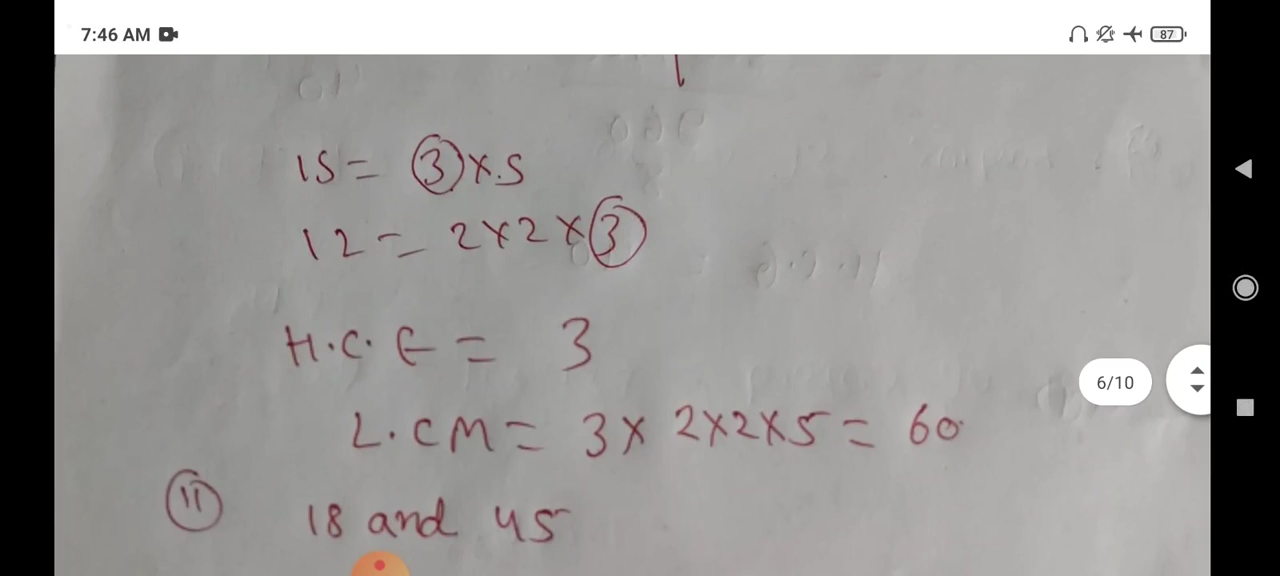 7:46 AM
87
15 = 3 × 5
12 = 2 × 2 × 3
H.C.F = 3
6/10
L.CM = 3 × 2 × 2 × 5 = 60
(ii) 18 and 45